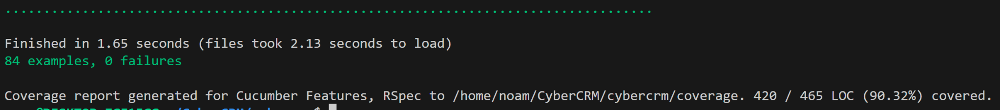 ....................................................................................
Finished in 1.65 seconds (files took 2.13 seconds to load)
84 examples, 0 failures
Coverage report generated for Cucumber Features, RSpec to /home/noam/CyberCRM/cybercrm/coverage. 420 / 465 LOC (90.32%) covered.